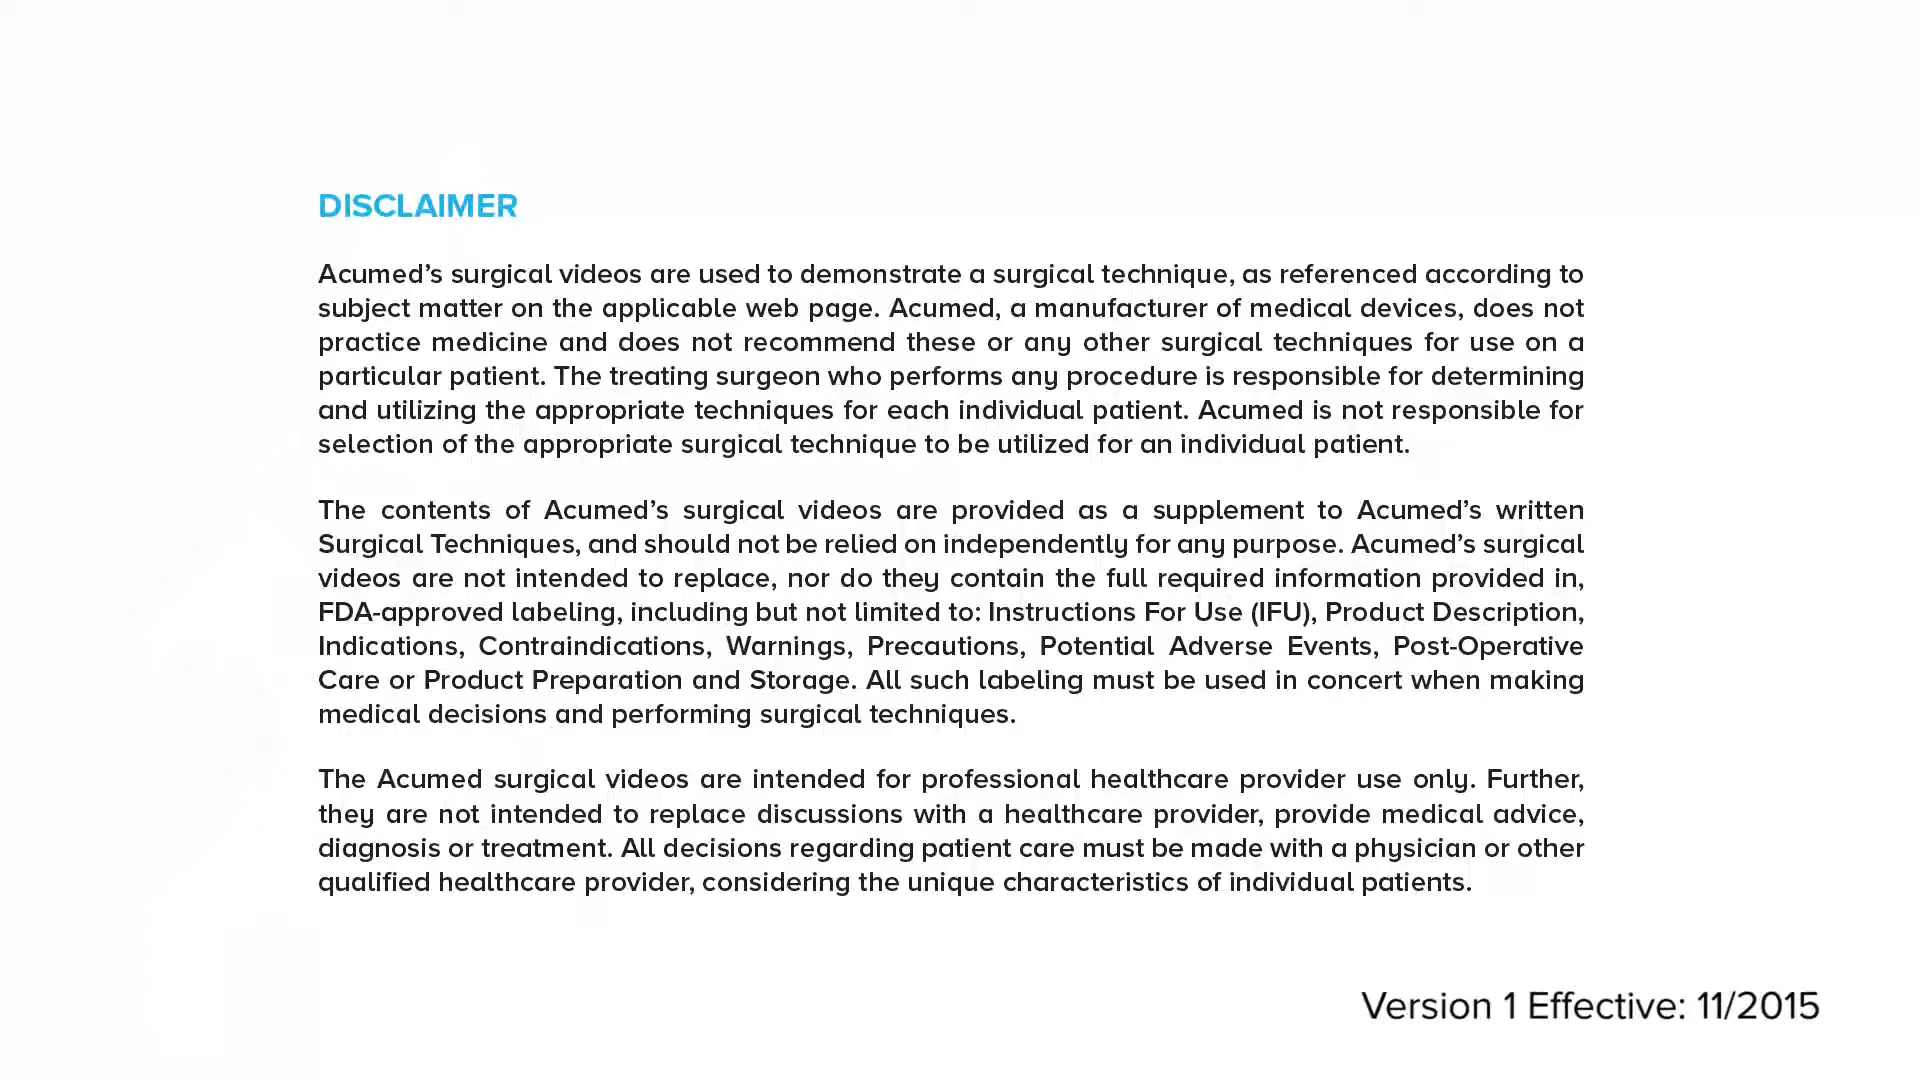 DISCLAIMER
Acumed’s surgical videos are used to demonstrate a surgical technique, as referenced according to
subject matter on the applicable web page. Acumed, a manufacturer of medical devices, does not
practice medicine and does not recommend these or any other surgical techniques for use on a
particular patient. The treating surgeon who performs any procedure is responsible for determining
and utilizing the appropriate techniques for each individual patient. Acumed is not responsible for
selection of the appropriate surgical technique to be utilized for an individual patient.
The contents of Acumed’s surgical videos are provided as a supplement to Acumed’s written
Surgical Techniques, and should not be relied on independently for any purpose. Acumed’s surgical
videos are not intended to replace, nor do they contain the full required information provided in,
FDA-approved labeling, including but not limited to: Instructions For Use (IFU), Product Description,
Indications, Contraindications, Warnings, Precautions, Potential Adverse Events, Post-Operative
Care or Product Preparation and Storage. All such labeling must be used in concert when making
medical decisions and performing surgical techniques.
The Acumed surgical videos are intended for professional healthcare provider use only. Further,
they are not intended to replace discussions with a healthcare provider, provide medical advice,
diagnosis or treatment. All decisions regarding patient care must be made with a physician or other
qualified healthcare provider, considering the unique characteristics of individual patients.
Version 1 Effective: 11/2015